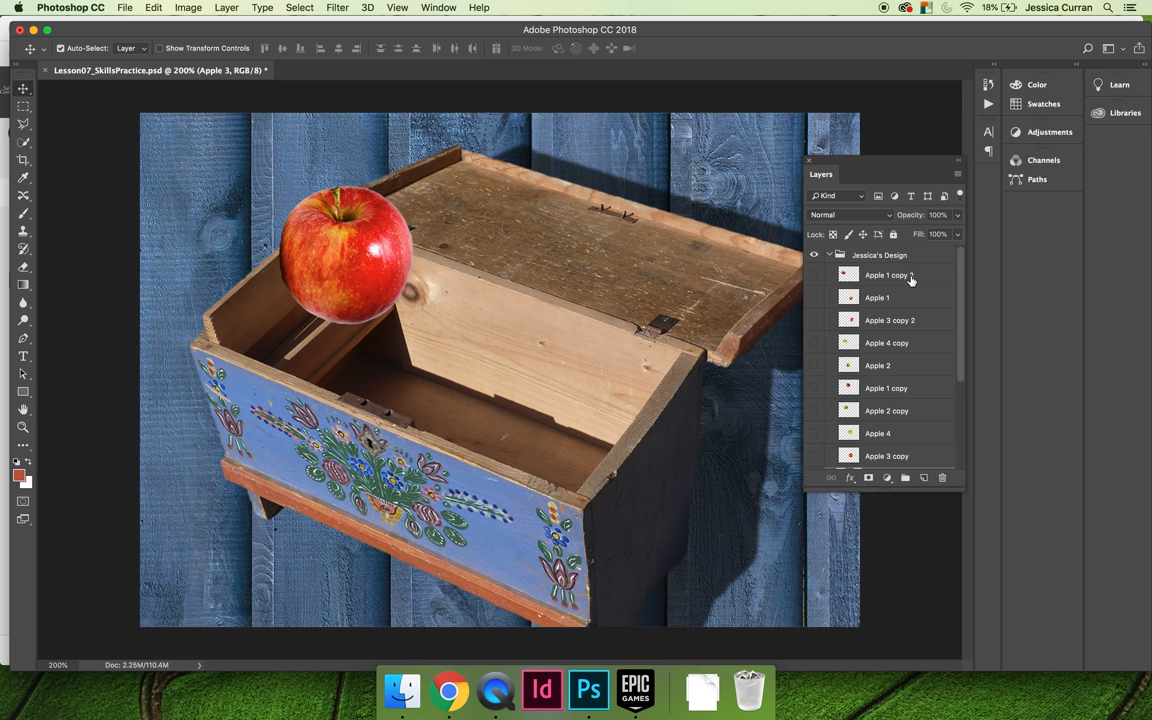 Photoshop CC File Edit Image Layer Type Select Filter 3D View Window Help 18% Jessica Curran
Adobe Photoshop CC 2018
Auto-Select: Layer Show Transform Controls 3D Mode:
Lesson07_SkillsPractice.psd @ 200% (Apple 3, RGB/8) *
Color
Swatches
Adjustments
Channels
Paths
Learn
Libraries
Layers
Kind
Normal Opacity: 100%
Lock: Fill: 100%
Jessica's Design
Apple 1 copy 2
Apple 1
Apple 3 copy 2
Apple 4 copy
Apple 2
Apple 1 copy
Apple 2 copy
Apple 4
Apple 3 copy
fx
200% Doc: 2.25M/110.4M
Id
Ps
EPIC
GAMES